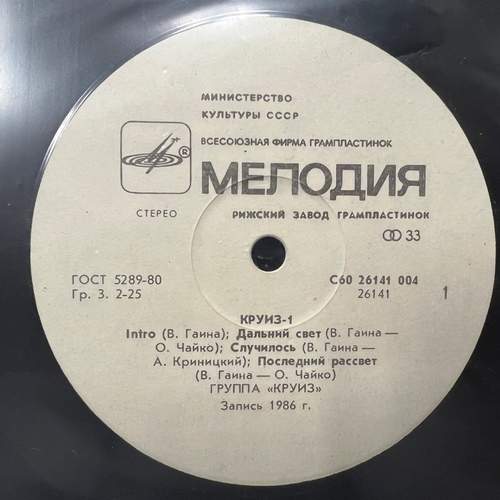 МИНИСТЕРСТВО
КУЛЬТУРЫ СССР
ВСЕСОЮЗНАЯ ФИРМА ГРАМПЛАСТИНОК
®
МЕЛОДИЯ
СТЕРЕО
РИЖСКИЙ ЗАВОД ГРАМПЛАСТИНОК
33
ГОСТ 5289-80
С60 26141 004
Гр. 3. 2-25
26141
1
КРУИЗ-1
Intro (В. Гаина); Дальний свет (В. Гаина —
О. Чайко); Случилось (В. Гаина —
А. Криницкий); Последний рассвет
(В. Гаина — О. Чайко)
ГРУППА «КРУИЗ»
Запись 1986 г.